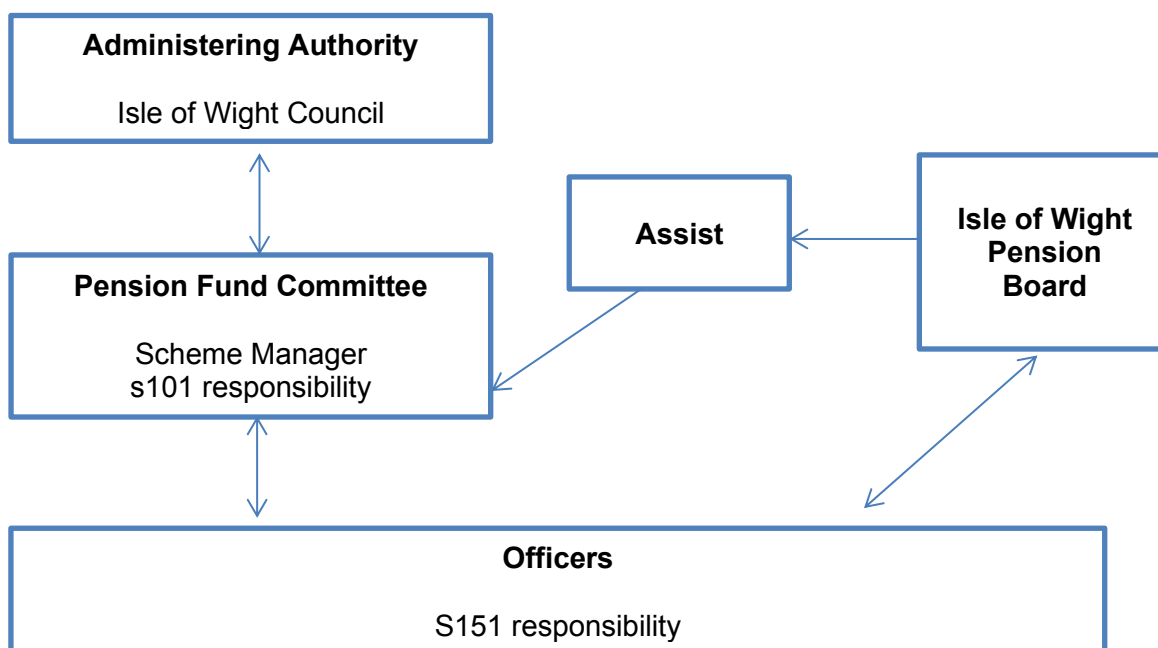 Administering Authority
Isle of Wight Council
Pension Fund Committee
Scheme Manager
s101 responsibility
Assist
Isle of Wight
Pension
Board
Officers
S151 responsibility